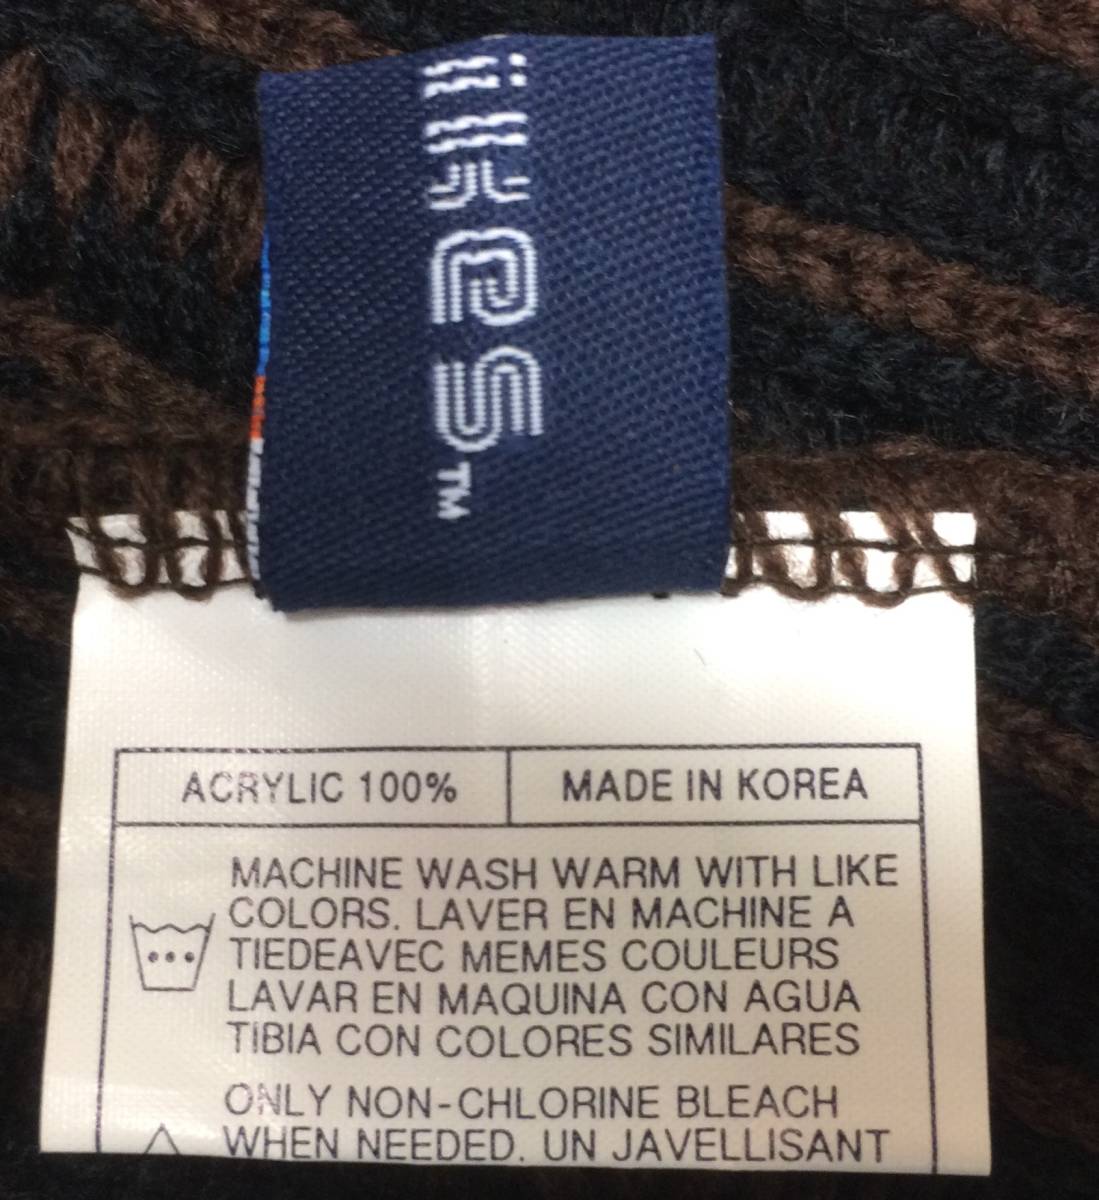 es™
ACRYLIC 100%
MADE IN KOREA
MACHINE WASH WARM WITH LIKE
COLORS. LAVER EN MACHINE A
TIEDEAVEC MEMES COULEURS
LAVAR EN MAQUINA CON AGUA
TIBIA CON COLORES SIMILARES
ONLY NON-CHLORINE BLEACH
WHEN NEEDED. UN JAVELLISANT